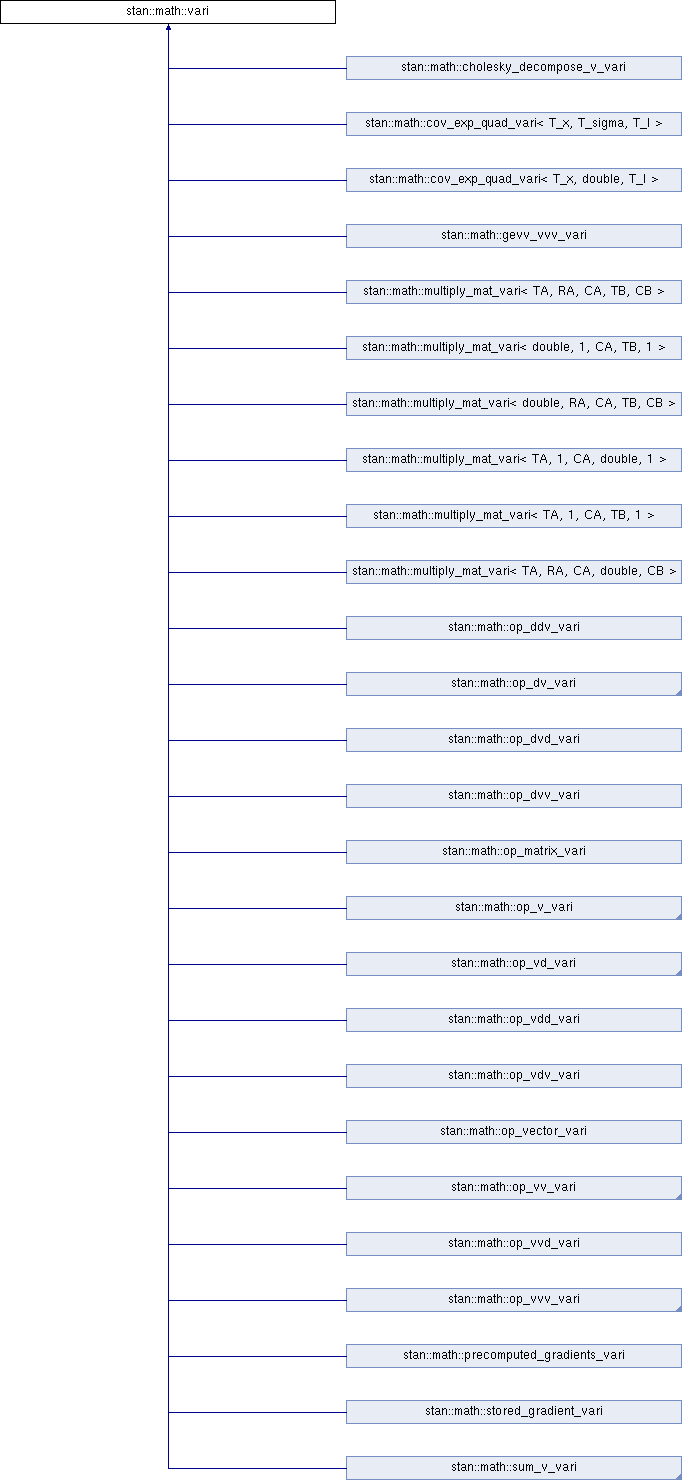 stan::math::vari
stan::math::cholesky_decompose_v_vari
stan::math::cov_exp_quad_vari< T_x, T_sigma, T_l >
stan::math::cov_exp_quad_vari< T_x, double, T_l >
stan::math::gevv_vvv_vari
stan::math::multiply_mat_vari< TA, RA, CA, TB, CB >
stan::math::multiply_mat_vari< double, 1, CA, TB, 1 >
stan::math::multiply_mat_vari< double, RA, CA, TB, CB >
stan::math::multiply_mat_vari< TA, 1, CA, double, 1 >
stan::math::multiply_mat_vari< TA, 1, CA, TB, 1 >
stan::math::multiply_mat_vari< TA, RA, CA, double, CB >
stan::math::op_ddv_vari
stan::math::op_dv_vari
stan::math::op_dvd_vari
stan::math::op_dvv_vari
stan::math::op_matrix_vari
stan::math::op_v_vari
stan::math::op_vd_vari
stan::math::op_vdd_vari
stan::math::op_vdv_vari
stan::math::op_vector_vari
stan::math::op_vv_vari
stan::math::op_vvd_vari
stan::math::op_vvv_vari
stan::math::precomputed_gradients_vari
stan::math::stored_gradient_vari
stan::math::sum_v_vari